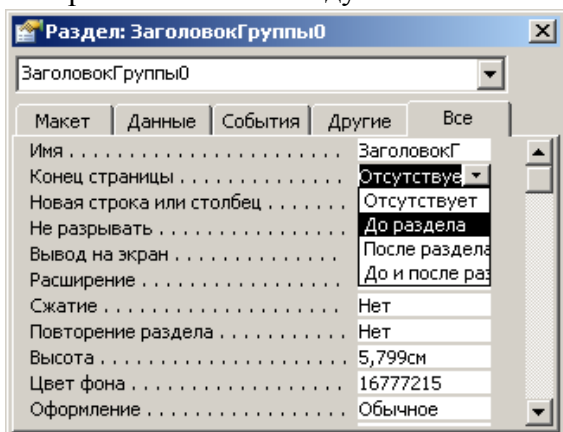 Раздел: ЗаголовокГруппы0
ЗаголовокГруппы0
Макет Данные События Другие Все
Имя . . . . . . . . . . . . . . . . . . . . . . ЗаголовокГ
Конец страницы . . . . . . . . . . . . . Отсутствуе
Новая строка или столбец . . . . . . . Отсутствует
Не разрывать . . . . . . . . . . . . . . . До раздела
Вывод на экран . . . . . . . . . . . . . . После раздела
Расширение . . . . . . . . . . . . . . . . До и после раз
Сжатие . . . . . . . . . . . . . . . . . . . Нет
Повторение раздела . . . . . . . . . . Нет
Высота . . . . . . . . . . . . . . . . . . . 5,799см
Цвет фона . . . . . . . . . . . . . . . . . 16777215
Оформление . . . . . . . . . . . . . . . . Обычное